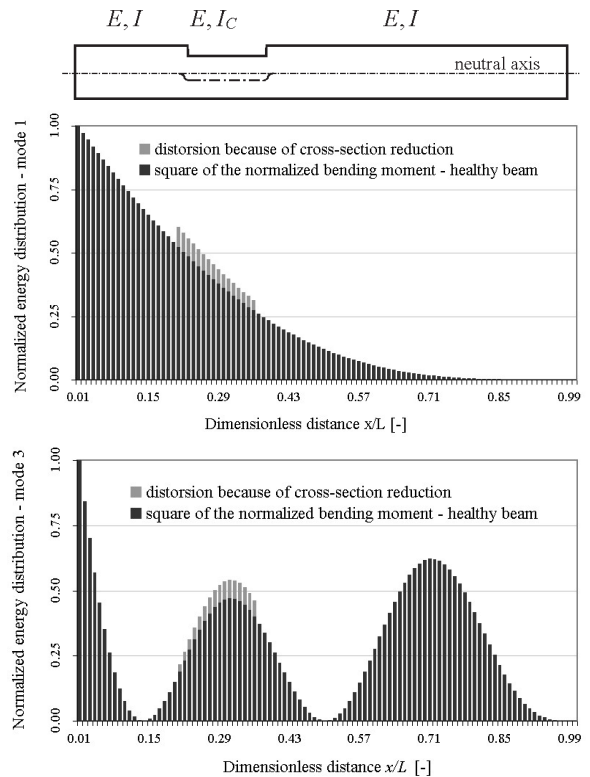 E, I E, I_C E, I
neutral axis
Normalized energy distribution - mode 1
1.00
0.75
0.50
0.25
0.00
distorsion because of cross-section reduction
square of the normalized bending moment - healthy beam
0.01 0.15 0.29 0.43 0.57 0.71 0.85 0.99
Dimensionless distance x/L [-]
Normalized energy distribution - mode 3
1.00
0.75
0.50
0.25
0.00
distorsion because of cross-section reduction
square of the normalized bending moment - healthy beam
0.01 0.15 0.29 0.43 0.57 0.71 0.85 0.99
Dimensionless distance x/L [-]